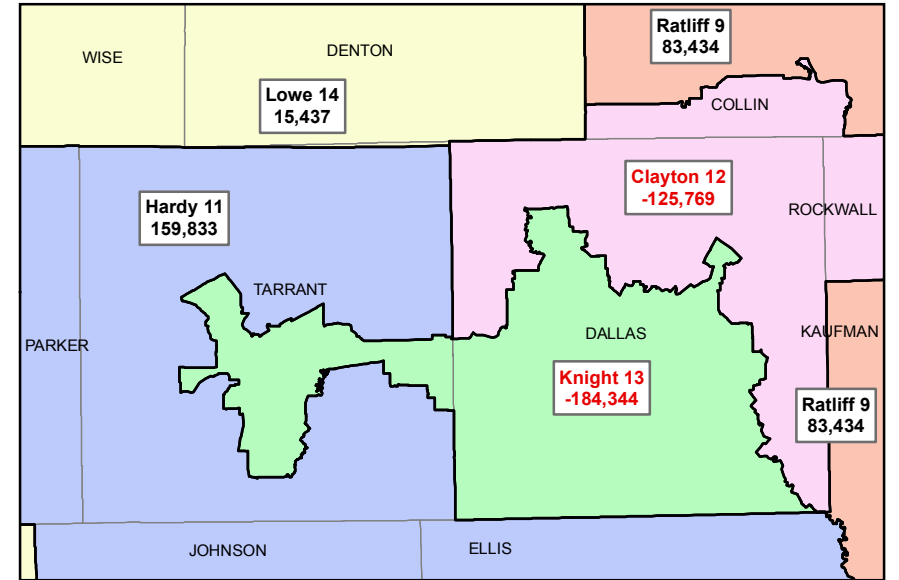 Ratliff 9
83,434
WISE
DENTON
Lowe 14
15,437
COLLIN
Clayton 12
-125,769
Hardy 11
159,833
ROCKWALL
TARRANT
DALLAS
KAUFMAN
PARKER
Knight 13
-184,344
Ratliff 9
83,434
JOHNSON
ELLIS